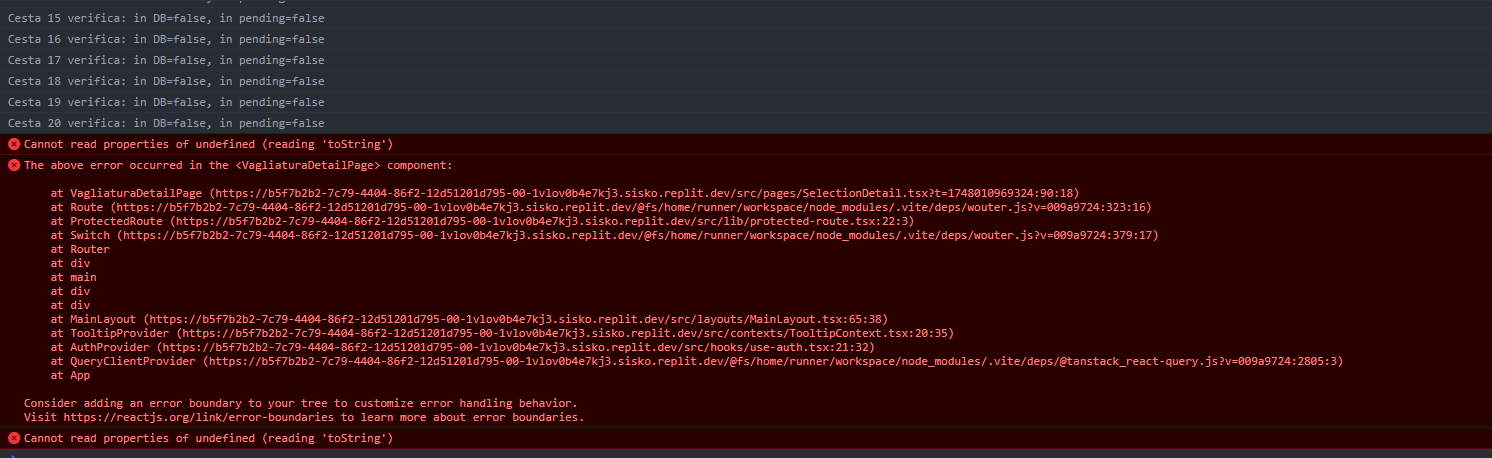 Cesta 15 verifica: in DB=false, in pending=false
Cesta 16 verifica: in DB=false, in pending=false
Cesta 17 verifica: in DB=false, in pending=false
Cesta 18 verifica: in DB=false, in pending=false
Cesta 19 verifica: in DB=false, in pending=false
Cesta 20 verifica: in DB=false, in pending=false
Cannot read properties of undefined (reading 'toString')
The above error occurred in the <VagliaturaDetailPage> component:
at VagliaturaDetailPage (https://b5f7b2b2-7c79-4404-86f2-12d51201d795-00-1vlov0b4e7kj3.sisko.replit.dev/src/pages/SelectionDetail.tsx?t=1748010969324:90:18)
at Route (https://b5f7b2b2-7c79-4404-86f2-12d51201d795-00-1vlov0b4e7kj3.sisko.replit.dev/@fs/home/runner/workspace/node_modules/.vite/deps/wouter.js?v=009a9724:323:16)
at ProtectedRoute (https://b5f7b2b2-7c79-4404-86f2-12d51201d795-00-1vlov0b4e7kj3.sisko.replit.dev/src/lib/protected-route.tsx:22:3)
at Switch (https://b5f7b2b2-7c79-4404-86f2-12d51201d795-00-1vlov0b4e7kj3.sisko.replit.dev/@fs/home/runner/workspace/node_modules/.vite/deps/wouter.js?v=009a9724:379:17)
at Router
at div
at main
at div
at div
at MainLayout (https://b5f7b2b2-7c79-4404-86f2-12d51201d795-00-1vlov0b4e7kj3.sisko.replit.dev/src/layouts/MainLayout.tsx:65:38)
at TooltipProvider (https://b5f7b2b2-7c79-4404-86f2-12d51201d795-00-1vlov0b4e7kj3.sisko.replit.dev/src/contexts/TooltipContext.tsx:20:35)
at AuthProvider (https://b5f7b2b2-7c79-4404-86f2-12d51201d795-00-1vlov0b4e7kj3.sisko.replit.dev/src/hooks/use-auth.tsx:21:32)
at QueryClientProvider (https://b5f7b2b2-7c79-4404-86f2-12d51201d795-00-1vlov0b4e7kj3.sisko.replit.dev/@fs/home/runner/workspace/node_modules/.vite/deps/@tanstack_react-query.js?v=009a9724:2805:3)
at App
Consider adding an error boundary to your tree to customize error handling behavior.
Visit https://reactjs.org/link/error-boundaries to learn more about error boundaries.
Cannot read properties of undefined (reading 'toString')